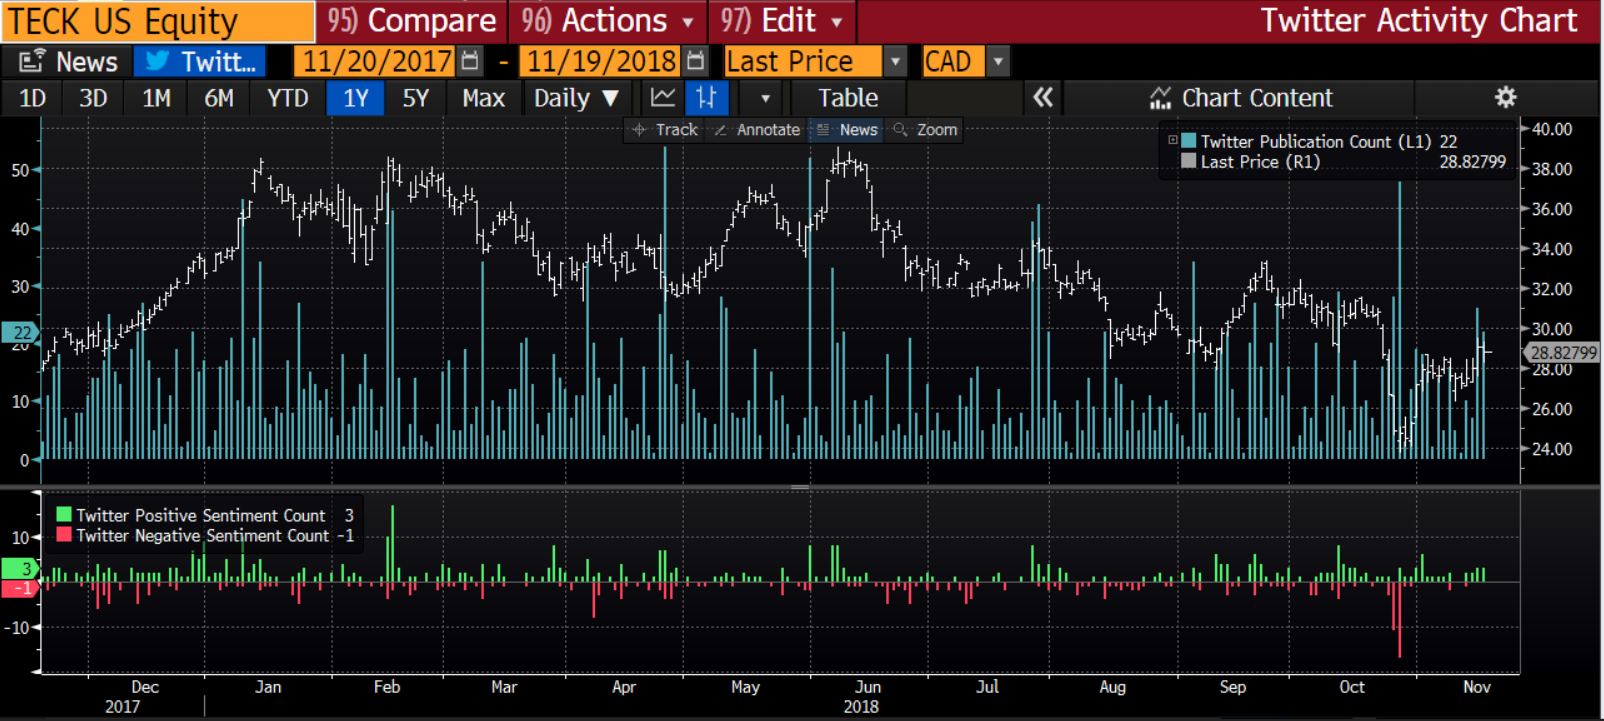 TECK US Equity 95) Compare 96) Actions ▾ 97) Edit ▾ Twitter Activity Chart
News Twitt... 11/20/2017 - 11/19/2018 Last Price CAD
1D 3D 1M 6M YTD 1Y 5Y Max Daily ▼ Table « Chart Content
Track Annotate News Zoom
Twitter Publication Count (L1) 22
Last Price (R1) 28.82799
50
40
30
22
20
10
0
40.00
38.00
36.00
34.00
32.00
30.00
28.82799
28.00
26.00
24.00
Twitter Positive Sentiment Count 3
Twitter Negative Sentiment Count -1
10
3
-1
-10
Dec Jan Feb Mar Apr May Jun Jul Aug Sep Oct Nov
2017 2018